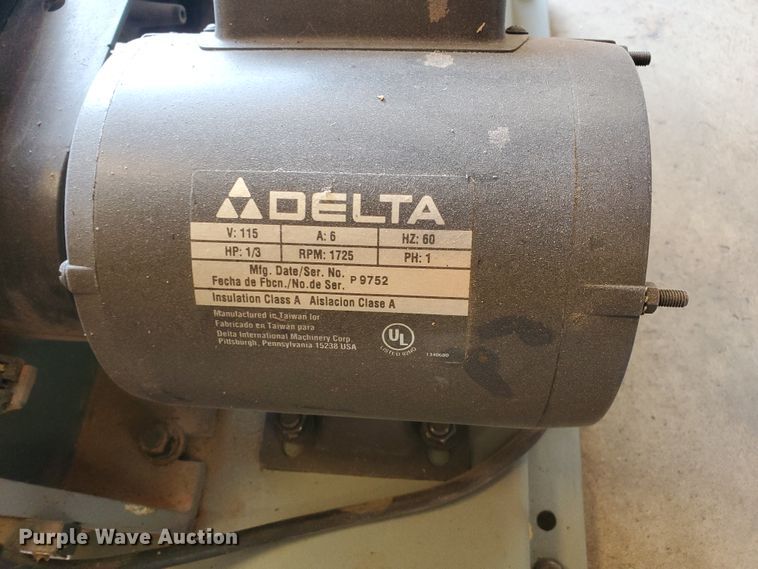 DELTA
V: 115 A: 6 HZ: 60
HP: 1/3 RPM: 1725 PH: 1
Mfg. Date/Ser. No.
Fecha de Fbcn./No. de Ser. P 9752
Insulation Class A Aislacion Clase A
Manufactured in Taiwan for
Fabricado en Taiwan para
Delta International Machinery Corp
Pittsburgh, Pennsylvania 15238 USA
UL
LISTED
1340680
Purple Wave Auction